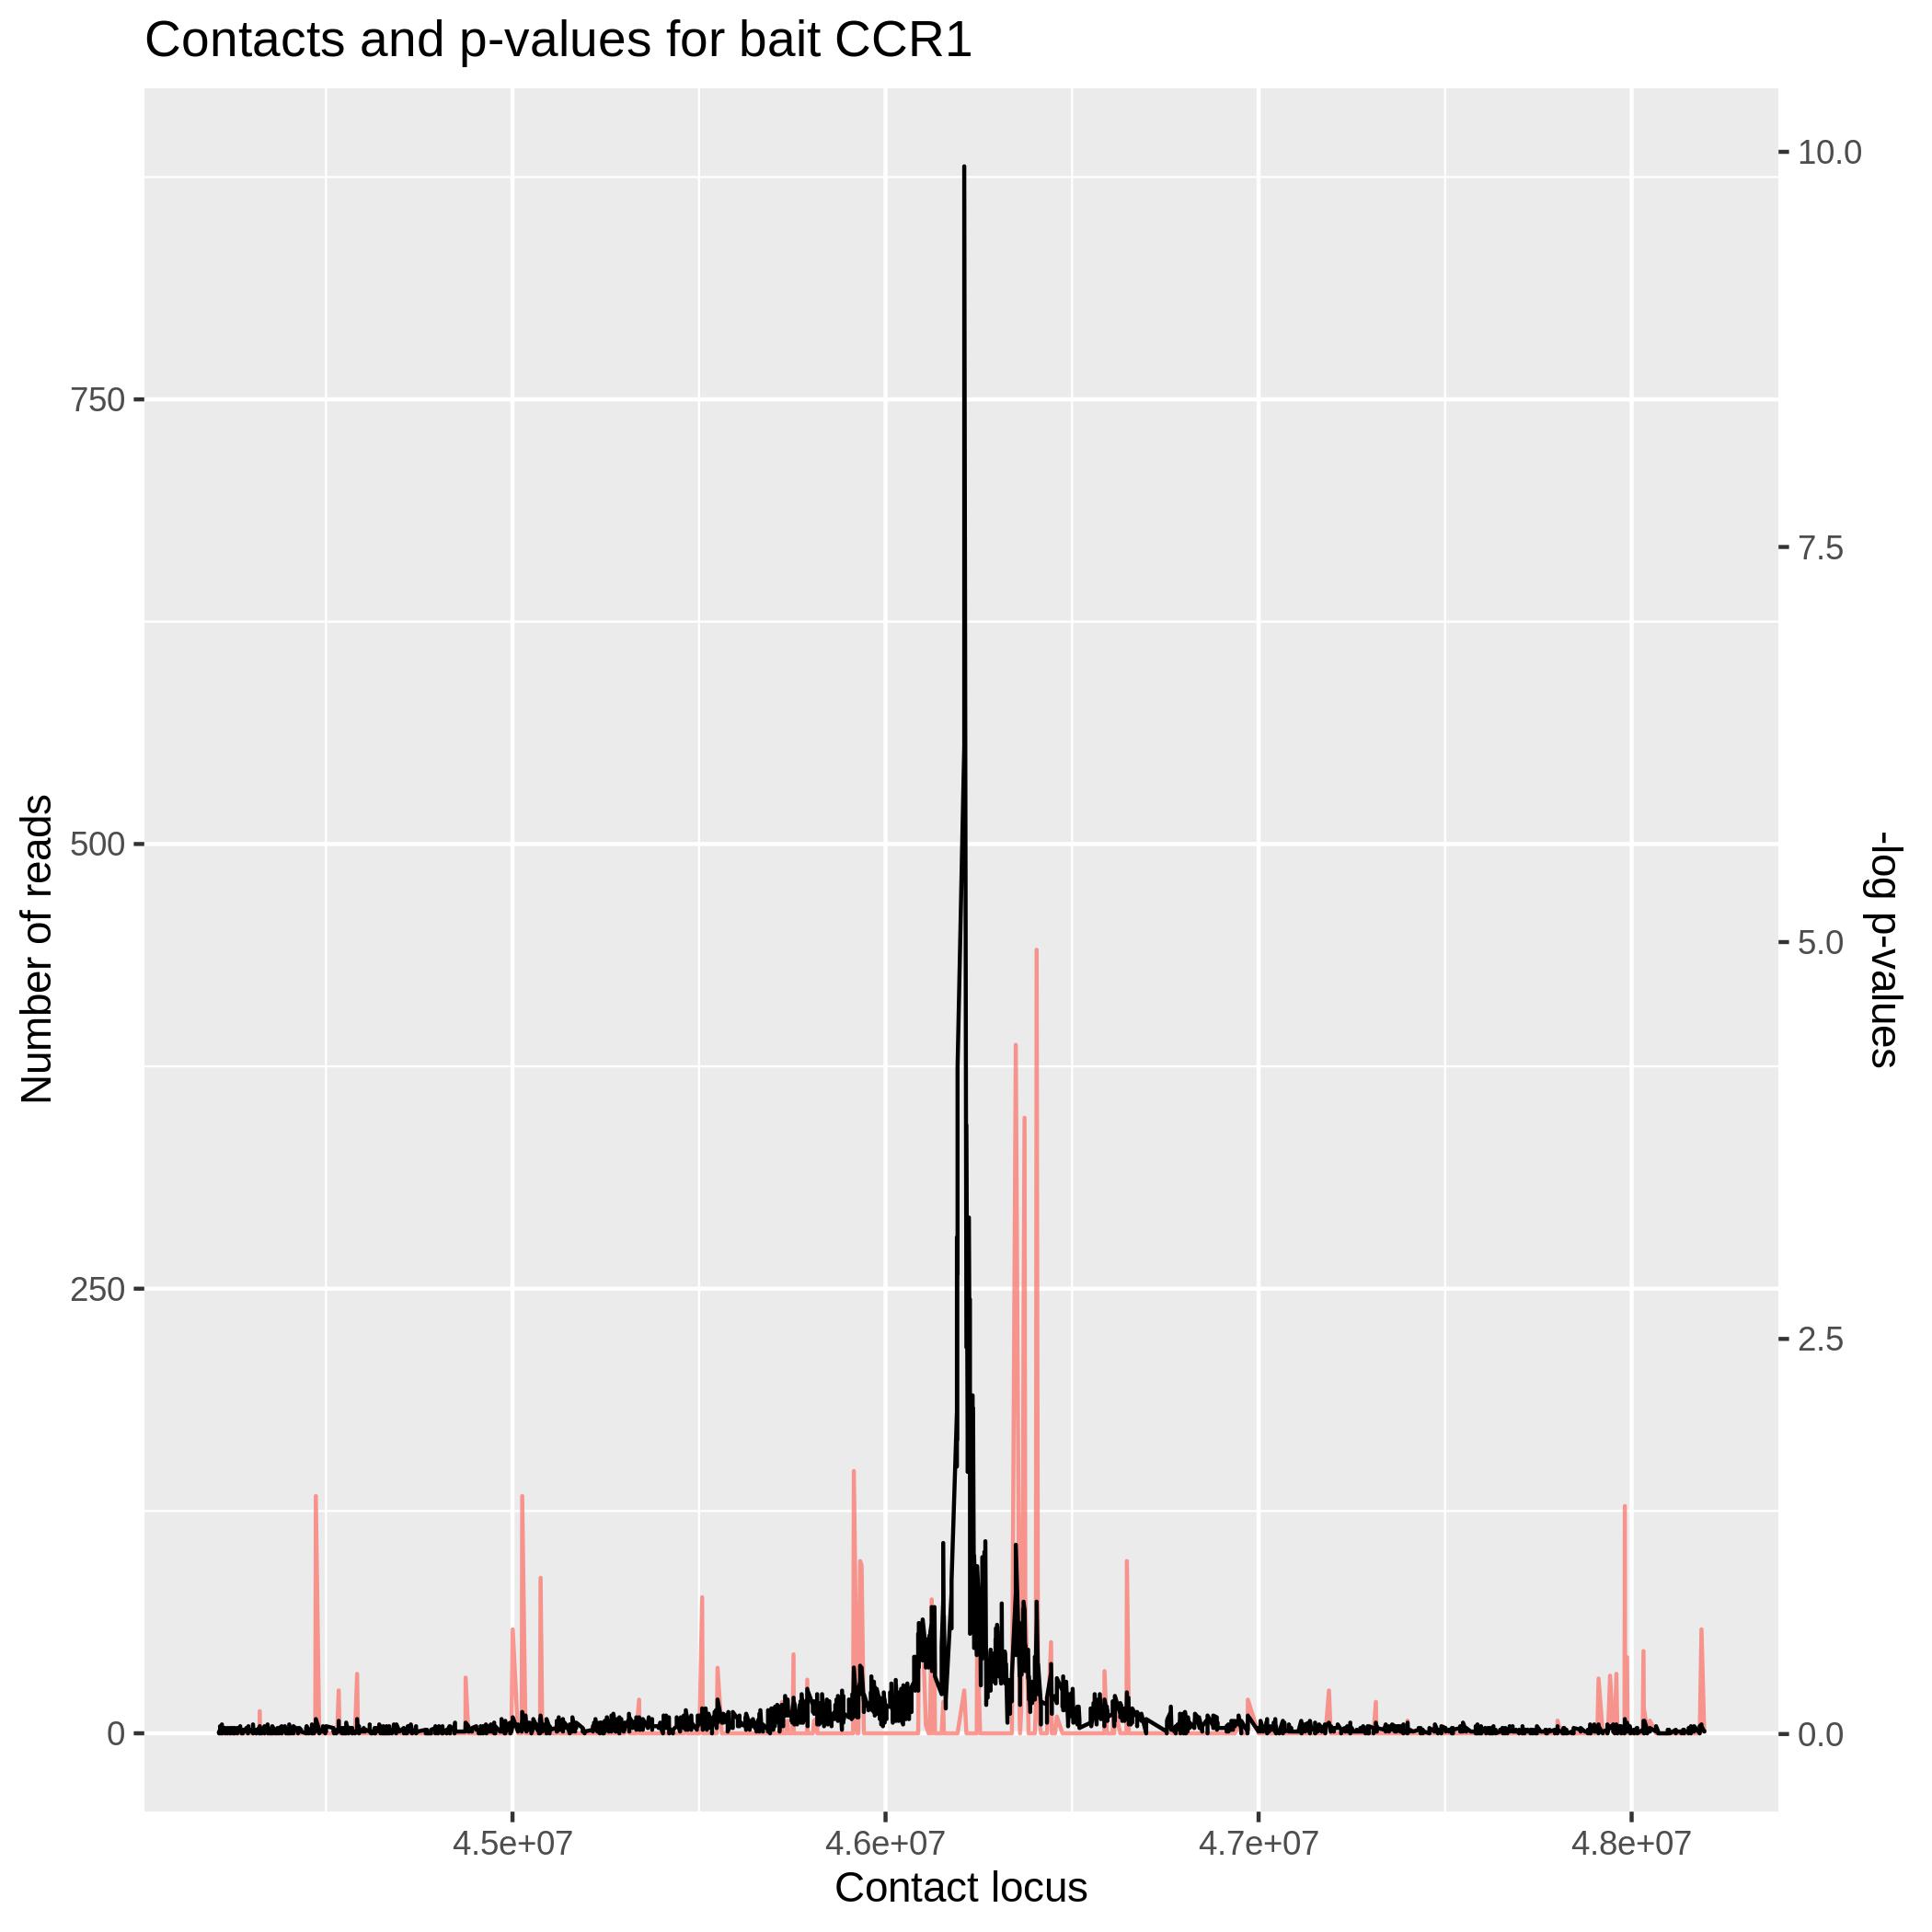 Contacts and p-values for bait CCR1
10.0
750
7.5
Number of reads
500
5.0
-log p-values
250
2.5
0
0.0
4.5e+07
4.6e+07
4.7e+07
4.8e+07
Contact locus